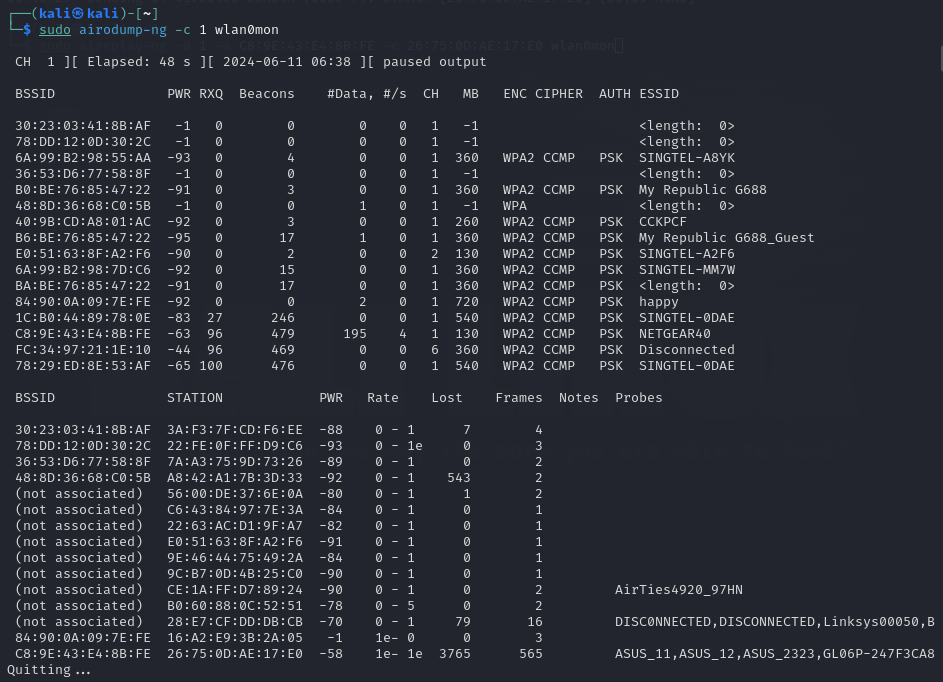 ┌──(kali㉿kali)-[~]
└─$ sudo airodump-ng -c 1 wlan0mon
CH 1 ][ Elapsed: 48 s ][ 2024-06-11 06:38 ][ paused output
BSSID PWR RXQ Beacons #Data, #/s CH MB ENC CIPHER AUTH ESSID
30:23:03:41:8B:AF -1 0 0 0 0 1 -1 <length: 0>
78:DD:12:0D:30:2C -1 0 0 0 0 1 -1 <length: 0>
6A:99:B2:98:55:AA -93 0 4 0 0 1 360 WPA2 CCMP PSK SINGTEL-A8YK
36:53:D6:77:58:8F -1 0 0 0 0 1 -1 <length: 0>
B0:BE:76:85:47:22 -91 0 3 0 0 1 360 WPA2 CCMP PSK My Republic G688
48:8D:36:68:C0:5B -1 0 0 1 0 1 -1 WPA <length: 0>
40:9B:CD:A8:01:AC -92 0 3 0 0 1 260 WPA2 CCMP PSK CCKPCF
B6:BE:76:85:47:22 -95 0 17 1 0 1 360 WPA2 CCMP PSK My Republic G688_Guest
E0:51:63:8F:A2:F6 -90 0 2 0 0 2 130 WPA2 CCMP PSK SINGTEL-A2F6
6A:99:B2:98:7D:C6 -92 0 15 0 0 1 360 WPA2 CCMP PSK SINGTEL-MM7W
BA:BE:76:85:47:22 -91 0 17 0 0 1 360 WPA2 CCMP PSK <length: 0>
84:90:0A:09:7E:FE -92 0 0 2 0 1 720 WPA2 CCMP PSK happy
1C:B0:44:89:78:0E -83 27 246 0 0 1 540 WPA2 CCMP PSK SINGTEL-0DAE
C8:9E:43:E4:8B:FE -63 96 479 195 4 1 130 WPA2 CCMP PSK NETGEAR40
FC:34:97:21:1E:10 -44 96 469 0 0 6 360 WPA2 CCMP PSK Disconnected
78:29:ED:8E:53:AF -65 100 476 0 0 1 540 WPA2 CCMP PSK SINGTEL-0DAE
BSSID STATION PWR Rate Lost Frames Notes Probes
30:23:03:41:8B:AF 3A:F3:7F:CD:F6:EE -88 0 - 1 7 4
78:DD:12:0D:30:2C 22:FE:0F:FF:D9:C6 -93 0 - 1e 0 3
36:53:D6:77:58:8F 7A:A3:75:9D:73:26 -89 0 - 1 0 2
48:8D:36:68:C0:5B A8:42:A1:7B:3D:33 -92 0 - 1 543 2
(not associated) 56:00:DE:37:6E:0A -80 0 - 1 1 2
(not associated) C6:43:84:97:7E:3A -84 0 - 1 0 1
(not associated) 22:63:AC:D1:9F:A7 -82 0 - 1 0 1
(not associated) E0:51:63:8F:A2:F6 -91 0 - 1 0 1
(not associated) 9E:46:44:75:49:2A -84 0 - 1 0 1
(not associated) 9C:B7:0D:4B:25:C0 -90 0 - 1 0 1
(not associated) CE:1A:FF:D7:89:24 -90 0 - 1 0 2 AirTies4920_97HN
(not associated) B0:60:88:0C:52:51 -78 0 - 5 0 2
(not associated) 28:E7:CF:DD:DB:CB -70 0 - 1 79 16 DISC0NNECTED,DISCONNECTED,Linksys00050,B
84:90:0A:09:7E:FE 16:A2:E9:3B:2A:05 -1 1e- 0 0 3
C8:9E:43:E4:8B:FE 26:75:0D:AE:17:E0 -58 1e- 1e 3765 565 ASUS_11,ASUS_12,ASUS_2323,GL06P-247F3CA8
Quitting...